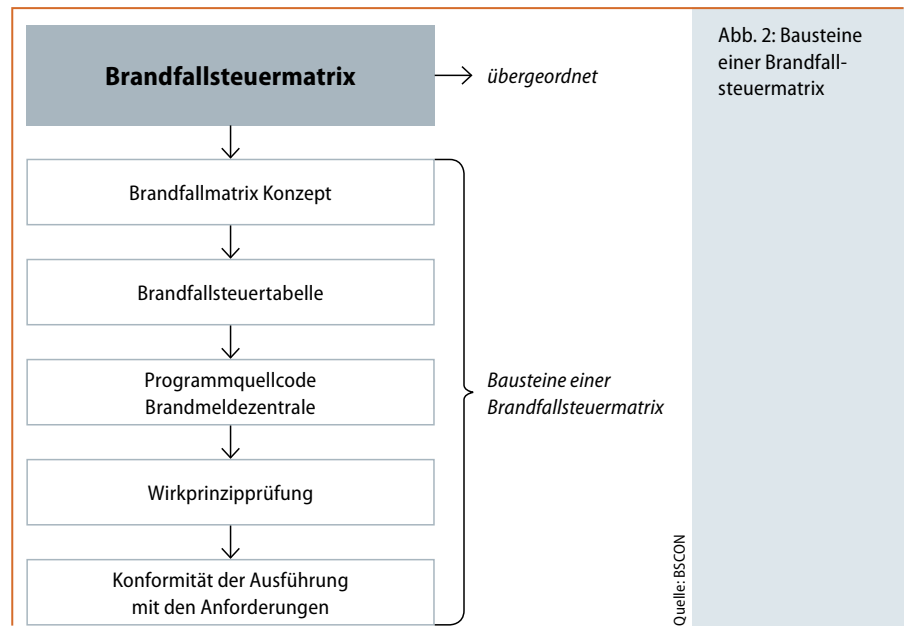 Brandfallsteuermatrix
übergeordnet
Brandfallmatrix Konzept
Brandfallsteuertabelle
Programmquellcode
Brandmeldezentrale
Bausteine einer
Brandfallsteuermatrix
Wirkprinzipprüfung
Konformität der Ausführung
mit den Anforderungen
Quelle: BSCON
Abb. 2: Bausteine
einer Brandfall-
steuermatrix